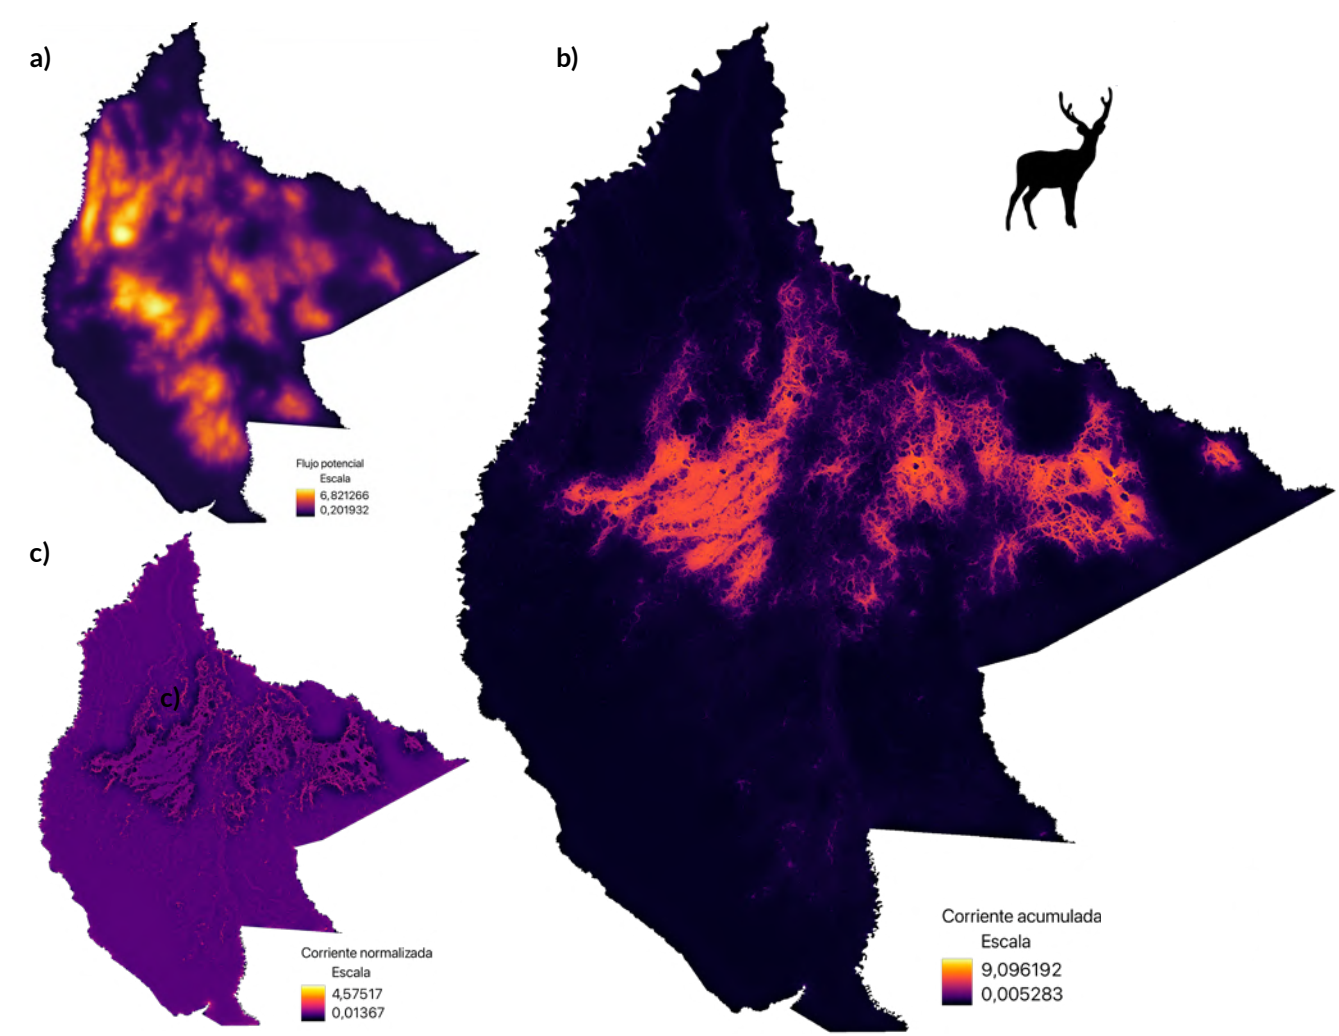 a)
b)
Flujo potencial
Escala
6,821266
0,201932
c)
c)
Corriente acumulada
Escala
9,096192
0,005283
Corriente normalizada
Escala
4,57517
0,01367